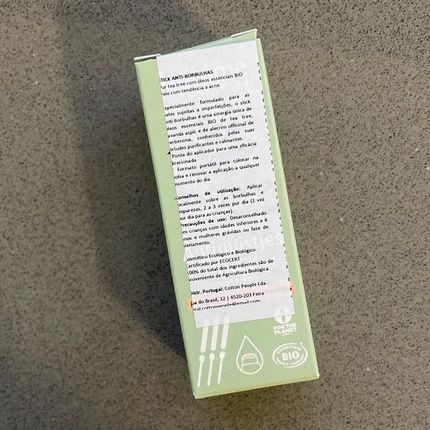 STICK ANTI-BORBULHAS
tea tree com óleos essenciais BIO
com tendência a acne
Especialmente formulado para as
peles sujeitas a imperfeições, o stick
anti-borbulhas é uma sinergia única de
óleos essenciais BIO de tea tree,
lavanda aspic e de alecrim officinal de
verbenona, conhecidos pelas suas
virtudes purificantes e calmantes.
Ponta do aplicador para uma eficácia
direcionada
Formato portátil para colocar na
bolsa e renovar a aplicação a qualquer
momento do dia
Conselhos de utilização: Aplicar
localmente sobre as borbulhas e
impurezas, 2 a 3 vezes por dia (1 vez
por dia para as crianças).
Precauções de uso: Desaconselhado
em crianças com idades inferiores a 8
anos e mulheres grávidas ou fase de
aleitamento.
Cosmético Ecológico e Biológico
certificado por ECOCERT
100% do total dos ingredientes são de
proveniente de Agricultura Biológica.
Distr. Portugal: Cotton People Lda.
Rue do Brasil, 12 | 4520-203 Feira
FOR THE
PLANET
COSMETIQUE
BIO